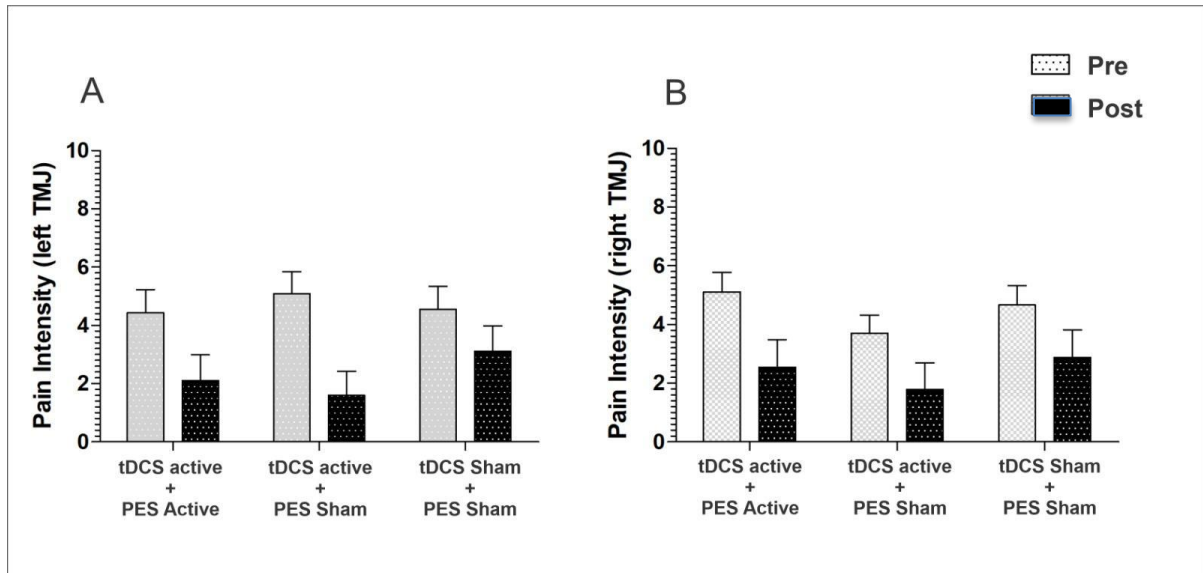 Pre
Post
A
Pain Intensity (left TMJ)
10
8
6
4
2
0
tDCS active
+
PES Active
tDCS active
+
PES Sham
tDCS Sham
+
PES Sham
B
Pain Intensity (right TMJ)
10
8
6
4
2
0
tDCS active
+
PES Active
tDCS active
+
PES Sham
tDCS Sham
+
PES Sham